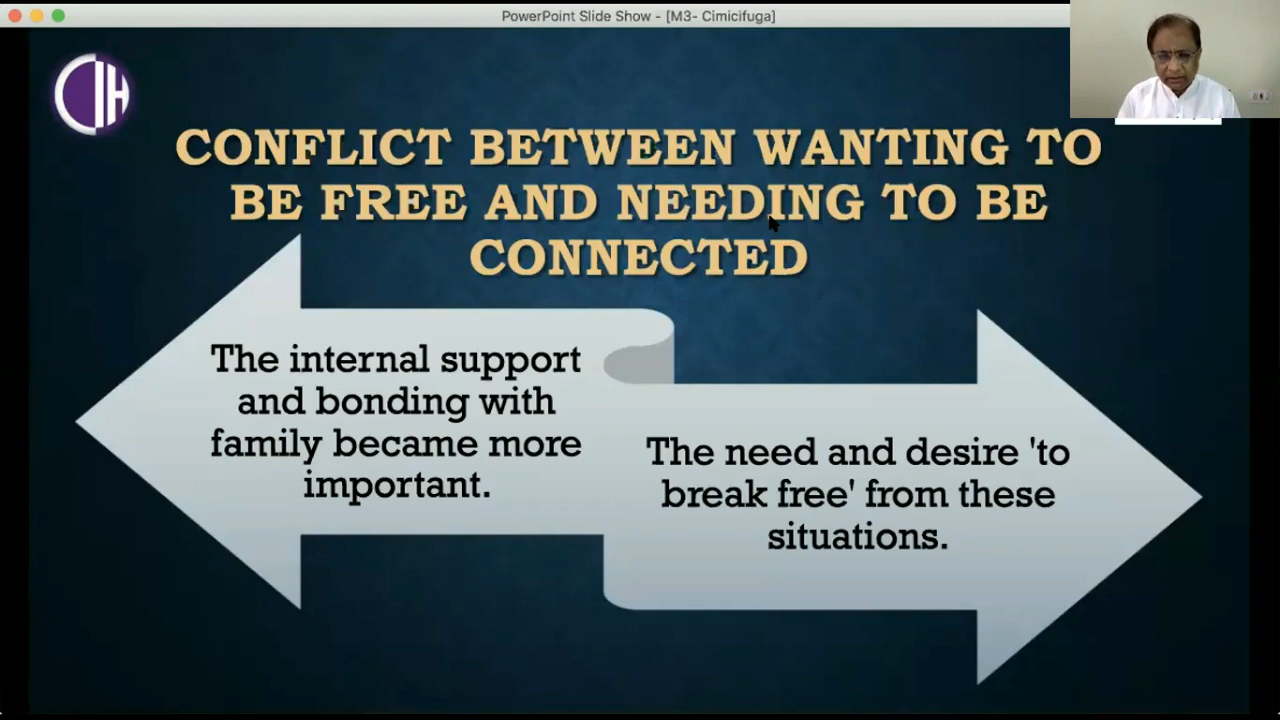 PowerPoint Slide Show - [M3- Cimicifuga]
CIH
CONFLICT BETWEEN WANTING TO
BE FREE AND NEEDING TO BE
CONNECTED
The internal support
and bonding with
family became more
important.
The need and desire 'to
break free' from these
situations.